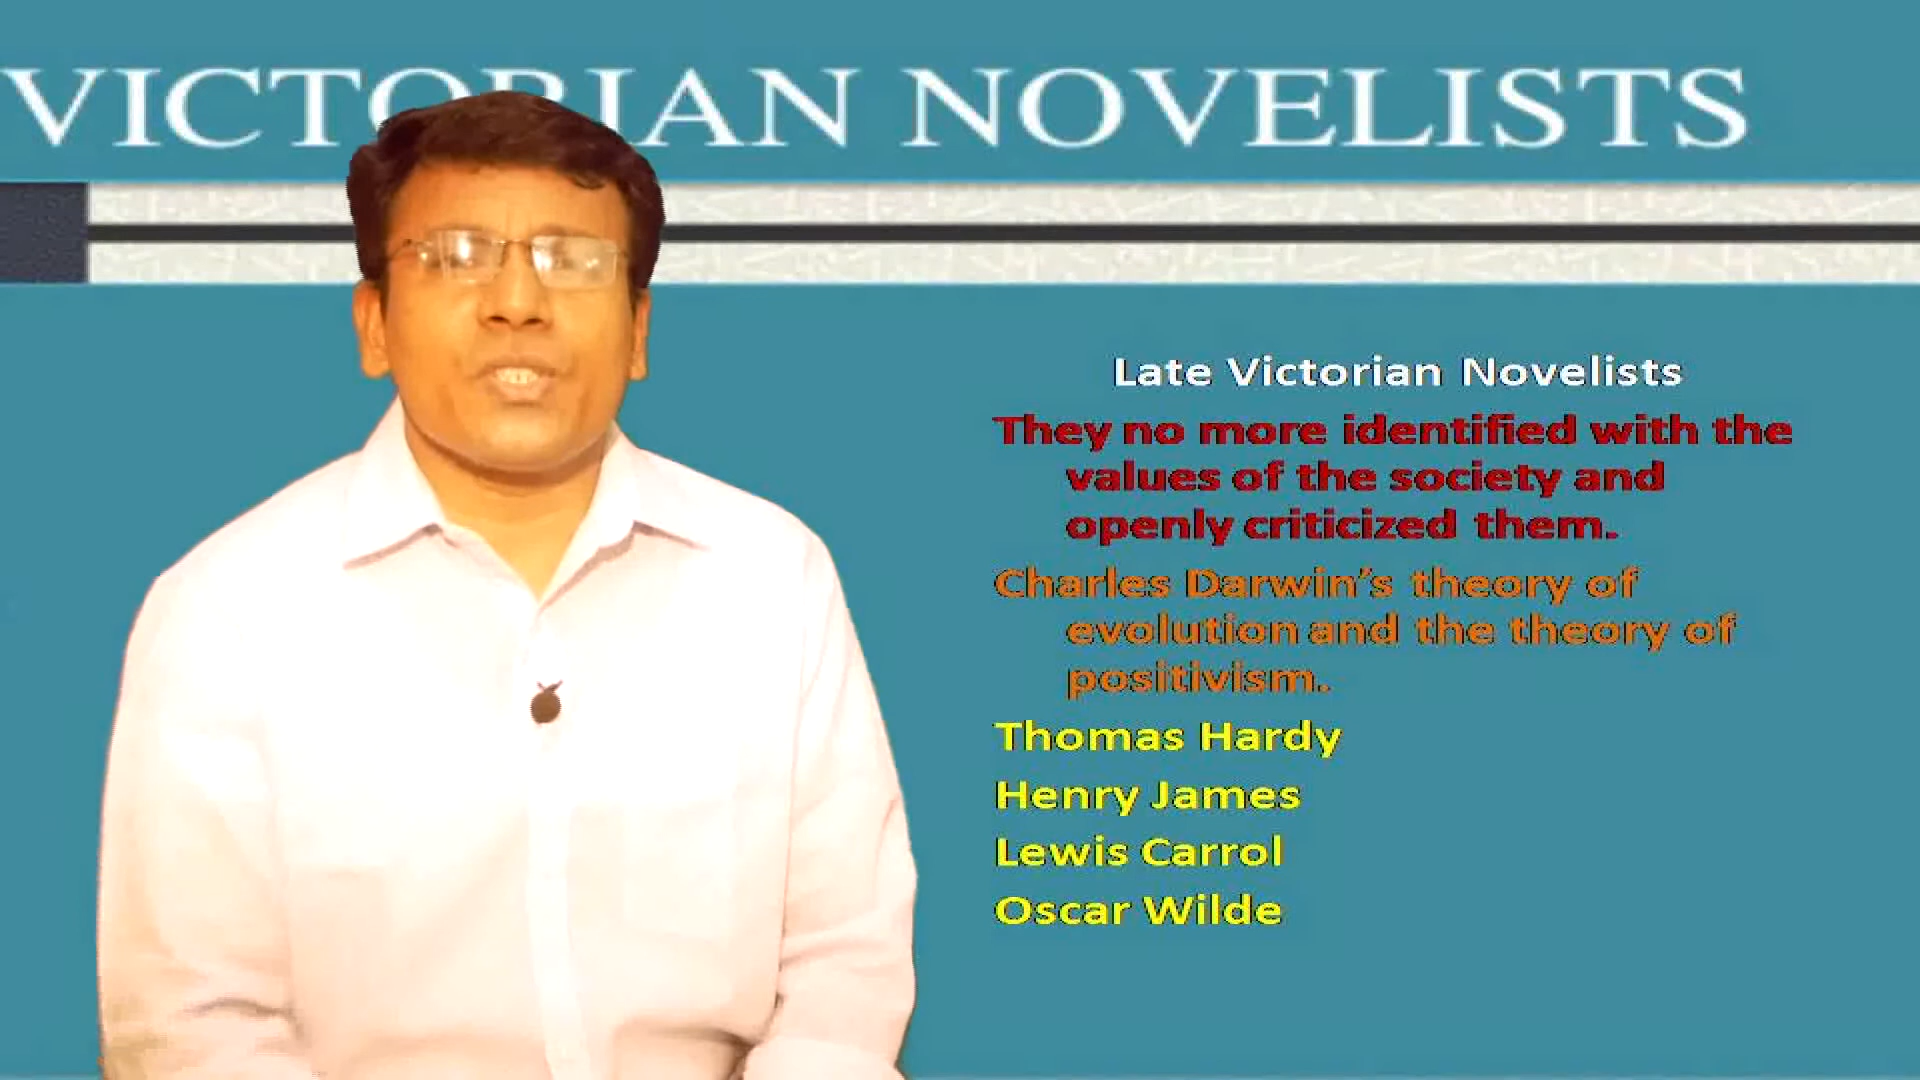 VICTORIAN NOVELISTS
Late Victorian Novelists
They no more identified with the
values of the society and
openly criticized them.
Charles Darwin's theory of
evolution and the theory of
positivism.
Thomas Hardy
Henry James
Lewis Carrol
Oscar Wilde